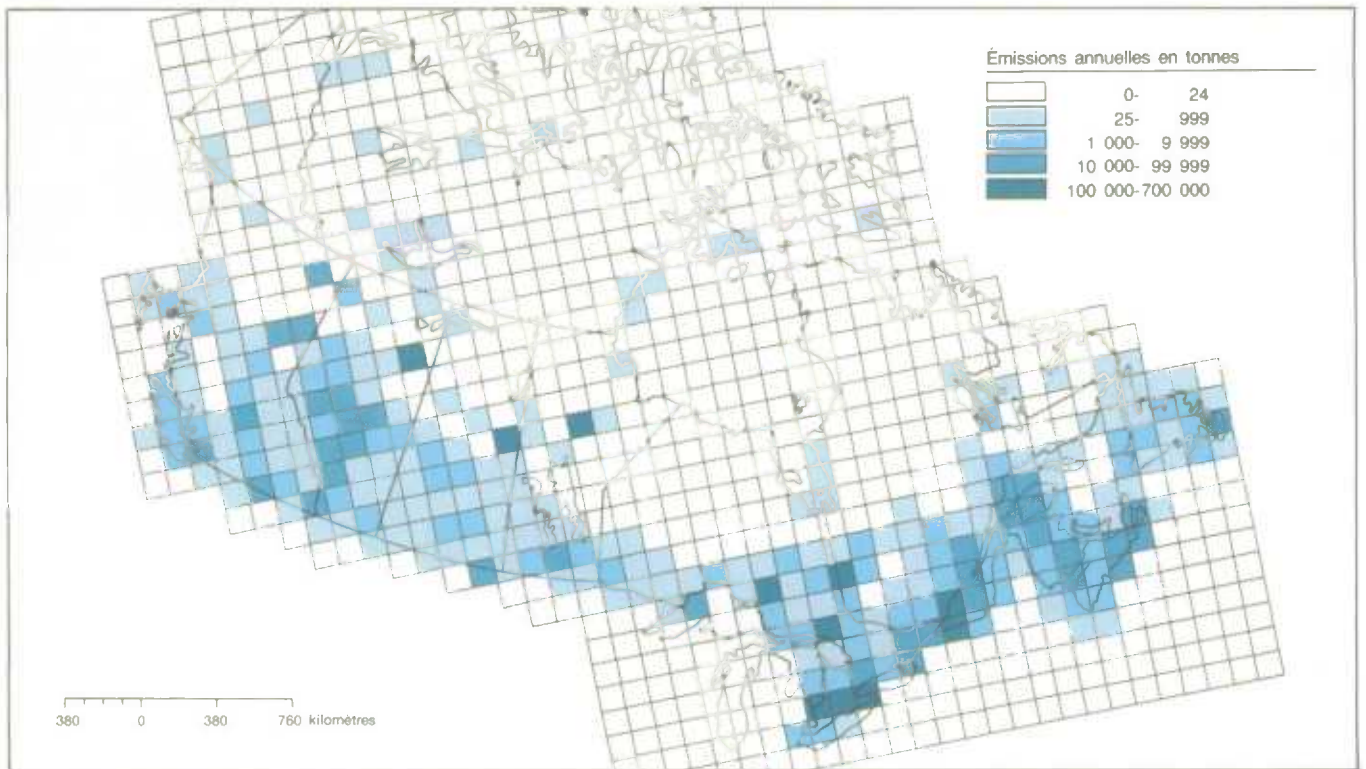 Émissions annuelles en tonnes
0- 24
25- 999
1 000- 9 999
10 000- 99 999
100 000-700 000
380 0 380 760 kilomètres